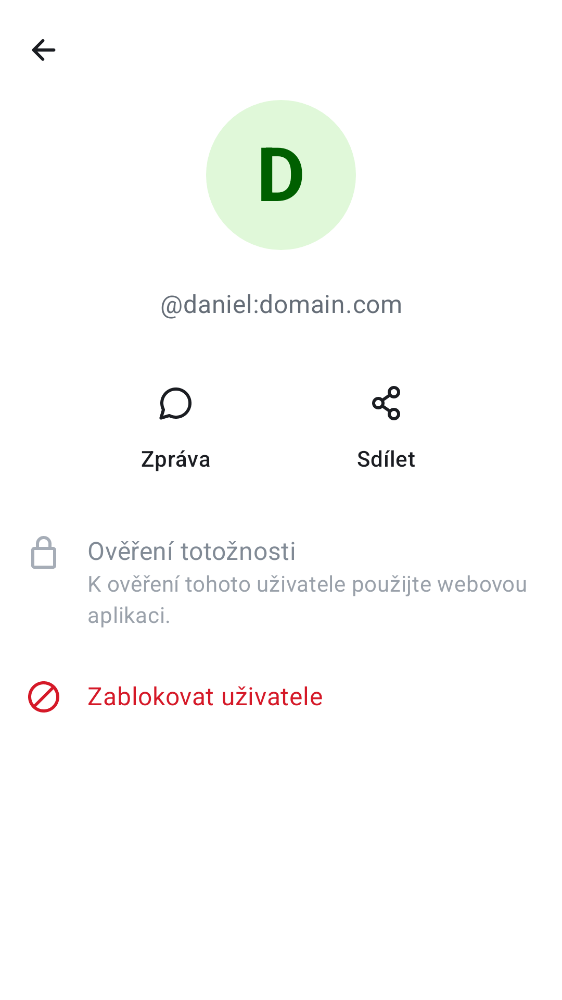 D
@daniel:domain.com
Zpráva
Sdílet
Ověření totožnosti
K ověření tohoto uživatele použijte webovou
aplikaci.
Zablokovat uživatele